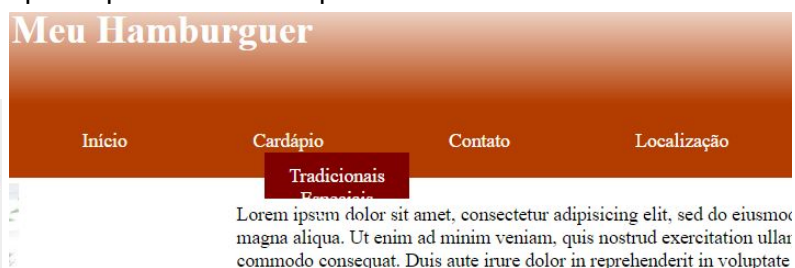 Meu Hamburguer
Início Cardápio Contato Localização
Tradicionais
Especiais
Lorem ipsum dolor sit amet, consectetur adipisicing elit, sed do eiusmod
magna aliqua. Ut enim ad minim veniam, quis nostrud exercitation ullam
commodo consequat. Duis aute irure dolor in reprehenderit in voluptate